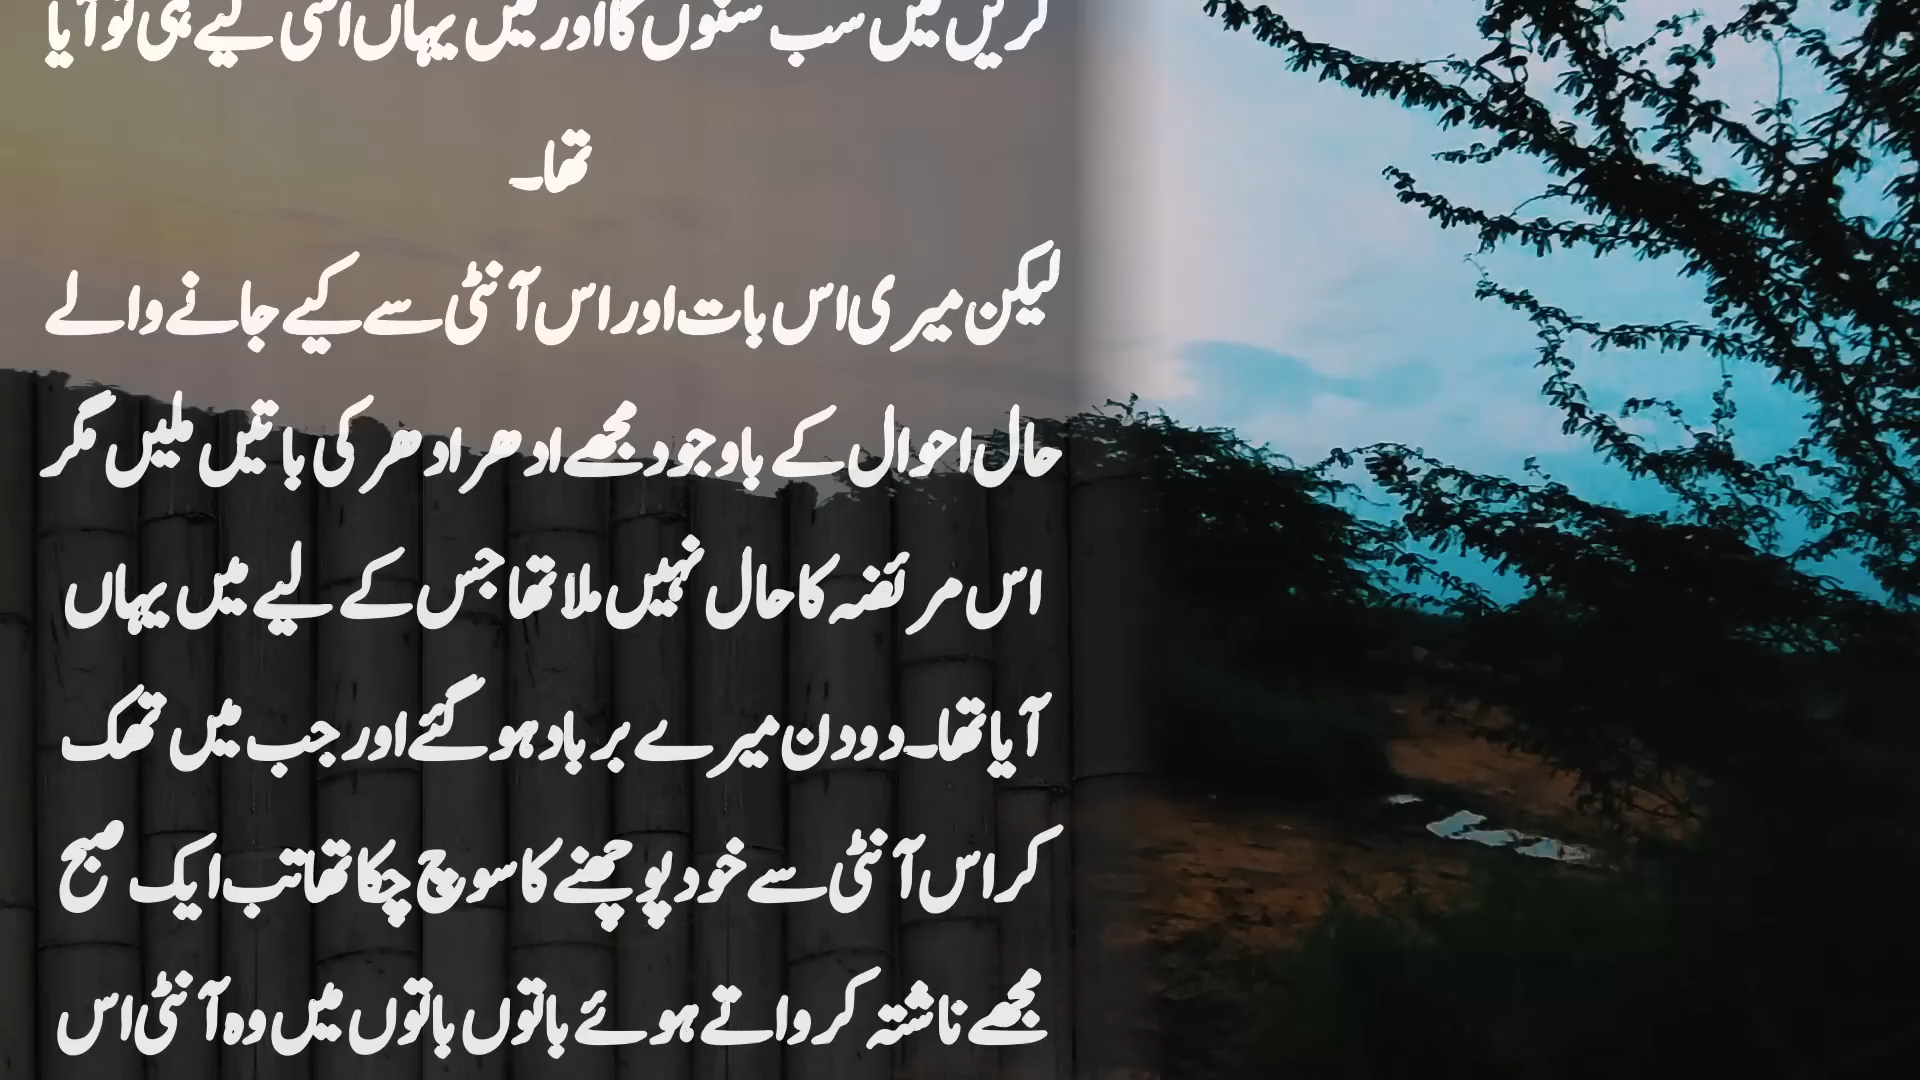 کریں میں سب سنوں گا اور میں یہاں اسی لیے ہی تو آیا
تھا۔
لیکن میری اس بات اور اس آنٹی سے کیے جانے والے
حال احوال کے باوجود مجھے ادھر ادھر کی باتیں ملیں مگر
اس مرئضہ کا حال نہیں ملا تھا جس کے لیے میں یہاں
آیا تھا۔ دو دن میرے برباد ہو گئے اور جب میں تھک
کر اس آنٹی سے خود پوچھنے کا سوچ چکا تھا تب ایک صبح
مجھے ناشتہ کرواتے ہوئے باتوں باتوں میں وہ آنٹی اس